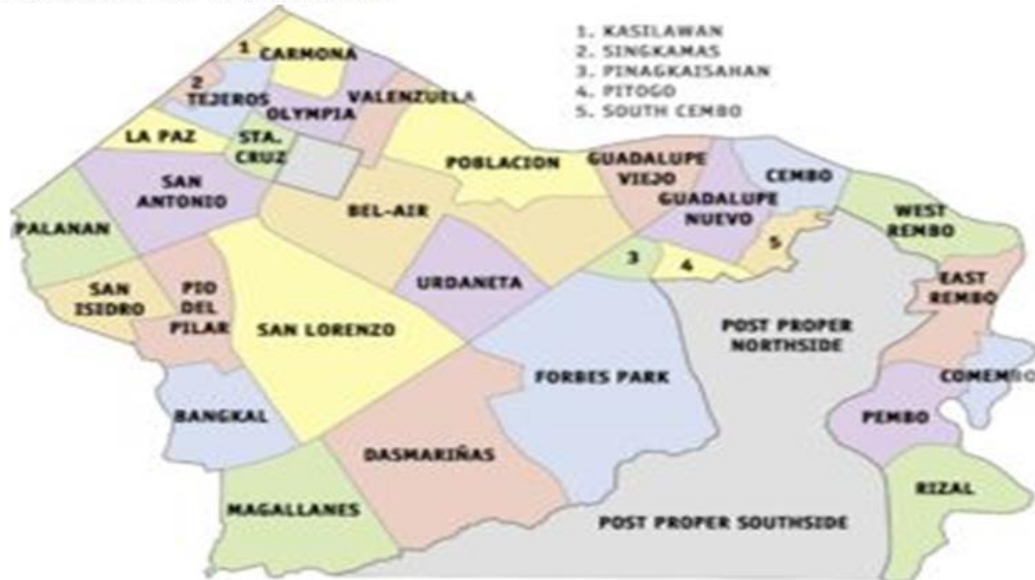 1. KASILAWAN
2. SINGKAMAS
3. PINAGKAISAHAN
4. PITOGO
5. SOUTH CEMBO
1
CARMONA
2
TEJEROS
OLYMPIA
VALENZUELA
LA PAZ
STA.
CRUZ
POBLACION
GUADALUPE
VIEJO
GUADALUPE
NUEVO
CEMBO
SAN
ANTONIO
BEL-AIR
WEST
REMBO
PALANAN
5
3
4
URDANETA
EAST
REMBO
SAN
ISIDRO
PIO
DEL
PILAR
SAN LORENZO
POST PROPER
NORTHSIDE
FORBES PARK
COMEMBO
BANGKAL
PEMBO
DASMARIÑAS
RIZAL
MAGALLANES
POST PROPER SOUTHSIDE